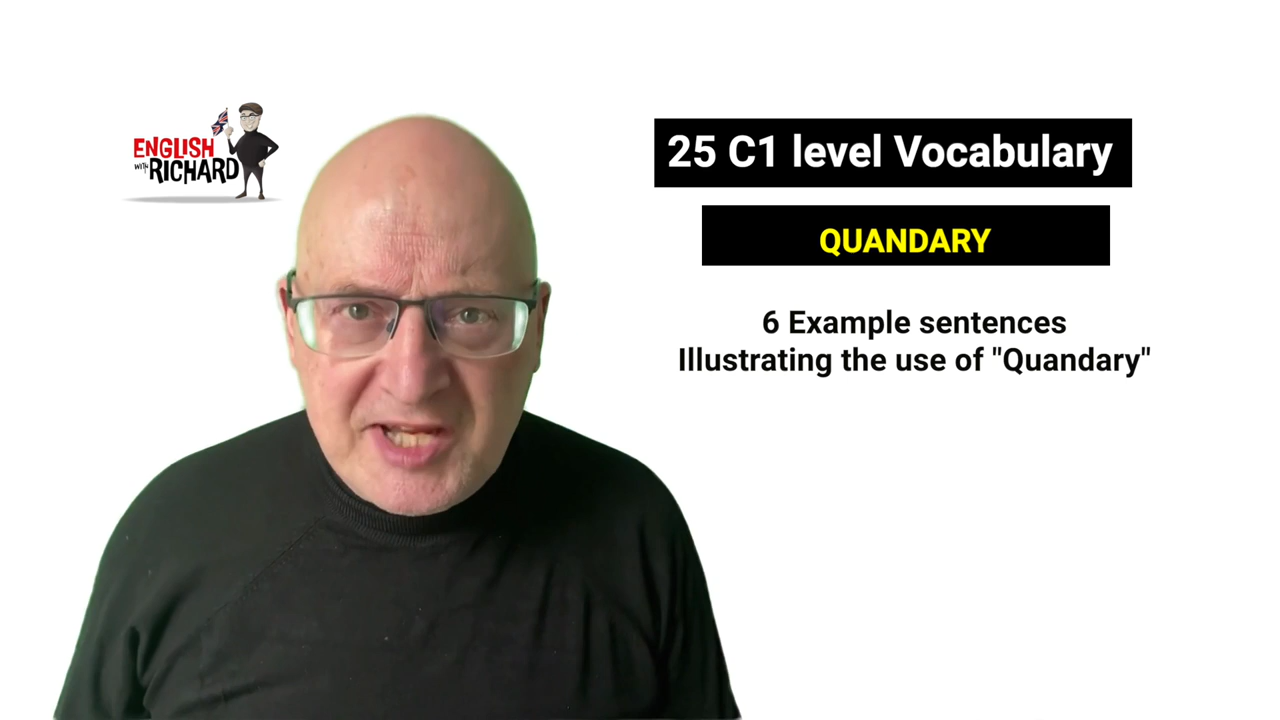 ENGLISH
WITH RICHARD
25 C1 level Vocabulary
QUANDARY
6 Example sentences
Illustrating the use of "Quandary"